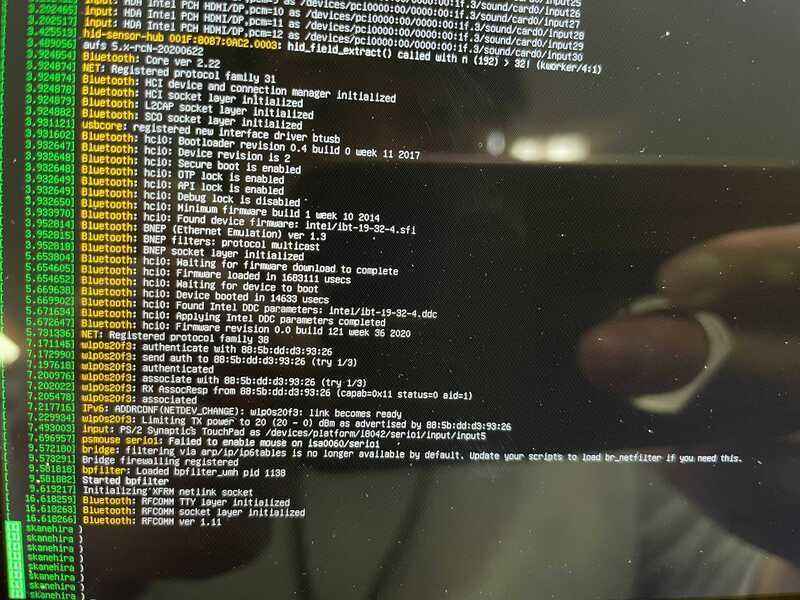 3.202465] input: HDA Intel PCH HDMI/DP,pcm=9 as /devices/pci0000:00/0000:00:1f.3/sound/card0/input26
3.202517] input: HDA Intel PCH HDMI/DP,pcm=10 as /devices/pci0000:00/0000:00:1f.3/sound/card0/input27
input: HDA Intel PCH HDMI/DP,pcm=11 as /devices/pci0000:00/0000:00:1f.3/sound/card0/input28
input: HDA Intel PCH HDMI/DP,pcm=12 as /devices/pci0000:00/0000:00:1f.3/sound/card0/input29
3.425513] hid-sensor-hub 001F:8087:0AC2.0003: hid_field_extract() called with n (192) > 32! (kworker/4:1)
3.489056] aufs 5.x-rcN-20200622
3.924854] Bluetooth: Core ver 2.22
3.924874] NET: Registered protocol family 31
3.924874] Bluetooth: HCI device and connection manager initialized
3.924878] Bluetooth: HCI socket layer initialized
3.924879] Bluetooth: L2CAP socket layer initialized
3.924882] Bluetooth: SCO socket layer initialized
3.931121] usbcore: registered new interface driver btusb
3.931602] Bluetooth: hci0: Bootloader revision 0.4 build 0 week 11 2017
3.932647] Bluetooth: hci0: Device revision is 2
3.932648] Bluetooth: hci0: Secure boot is enabled
3.932648] Bluetooth: hci0: OTP lock is enabled
3.932649] Bluetooth: hci0: API lock is enabled
3.932649] Bluetooth: hci0: Debug lock is disabled
3.932650] Bluetooth: hci0: Minimum firmware build 1 week 10 2014
3.933970] Bluetooth: hci0: Found device firmware: intel/ibt-19-32-4.sfi
3.952814] Bluetooth: BNEP (Ethernet Emulation) ver 1.3
3.952815] Bluetooth: BNEP filters: protocol multicast
3.952818] Bluetooth: BNEP socket layer initialized
5.653804] Bluetooth: hci0: Waiting for firmware download to complete
5.654605] Bluetooth: hci0: Firmware loaded in 1683111 usecs
5.654652] Bluetooth: hci0: Waiting for device to boot
5.669638] Bluetooth: hci0: Device booted in 14633 usecs
5.669902] Bluetooth: hci0: Found Intel DDC parameters: intel/ibt-19-32-4.ddc
5.671634] Bluetooth: hci0: Applying Intel DDC parameters completed
5.672647] Bluetooth: hci0: Firmware revision 0.0 build 121 week 36 2020
5.731336] NET: Registered protocol family 38
7.171145] wlp0s20f3: authenticate with 88:5b:dd:d3:93:26
7.172990] wlp0s20f3: send auth to 88:5b:dd:d3:93:26 (try 1/3)
7.197618] wlp0s20f3: authenticated
7.200976] wlp0s20f3: associate with 88:5b:dd:d3:93:26 (try 1/3)
7.202022] wlp0s20f3: RX AssocResp from 88:5b:dd:d3:93:26 (capab=0x11 status=0 aid=1)
7.205478] wlp0s20f3: associated
7.217716] IPv6: ADDRCONF(NETDEV_CHANGE): wlp0s20f3: link becomes ready
7.229934] wlp0s20f3: Limiting TX power to 20 (20 - 0) dBm as advertised by 88:5b:dd:d3:93:26
7.493003] input: PS/2 Synaptics TouchPad as /devices/platform/i8042/serio1/input/input5
7.696957] psmouse serio1: Failed to enable mouse on isa0060/serio1
9.572180] bridge: filtering via arp/ip/ip6tables is no longer available by default. Update your scripts to load br_netfilter if you need this.
9.573291] Bridge firewalling registered
9.581818] bpfilter: Loaded bpfilter_umh pid 1138
9.581882] Started bpfilter
9.619217] Initializing XFRM netlink socket
16.618259] Bluetooth: RFCOMM TTY layer initialized
16.618263] Bluetooth: RFCOMM socket layer initialized
16.618266] Bluetooth: RFCOMM ver 1.11
skanehira )
skanehira )
skanehira )
skanehira )
skanehira )
skanehira )
skanehira )